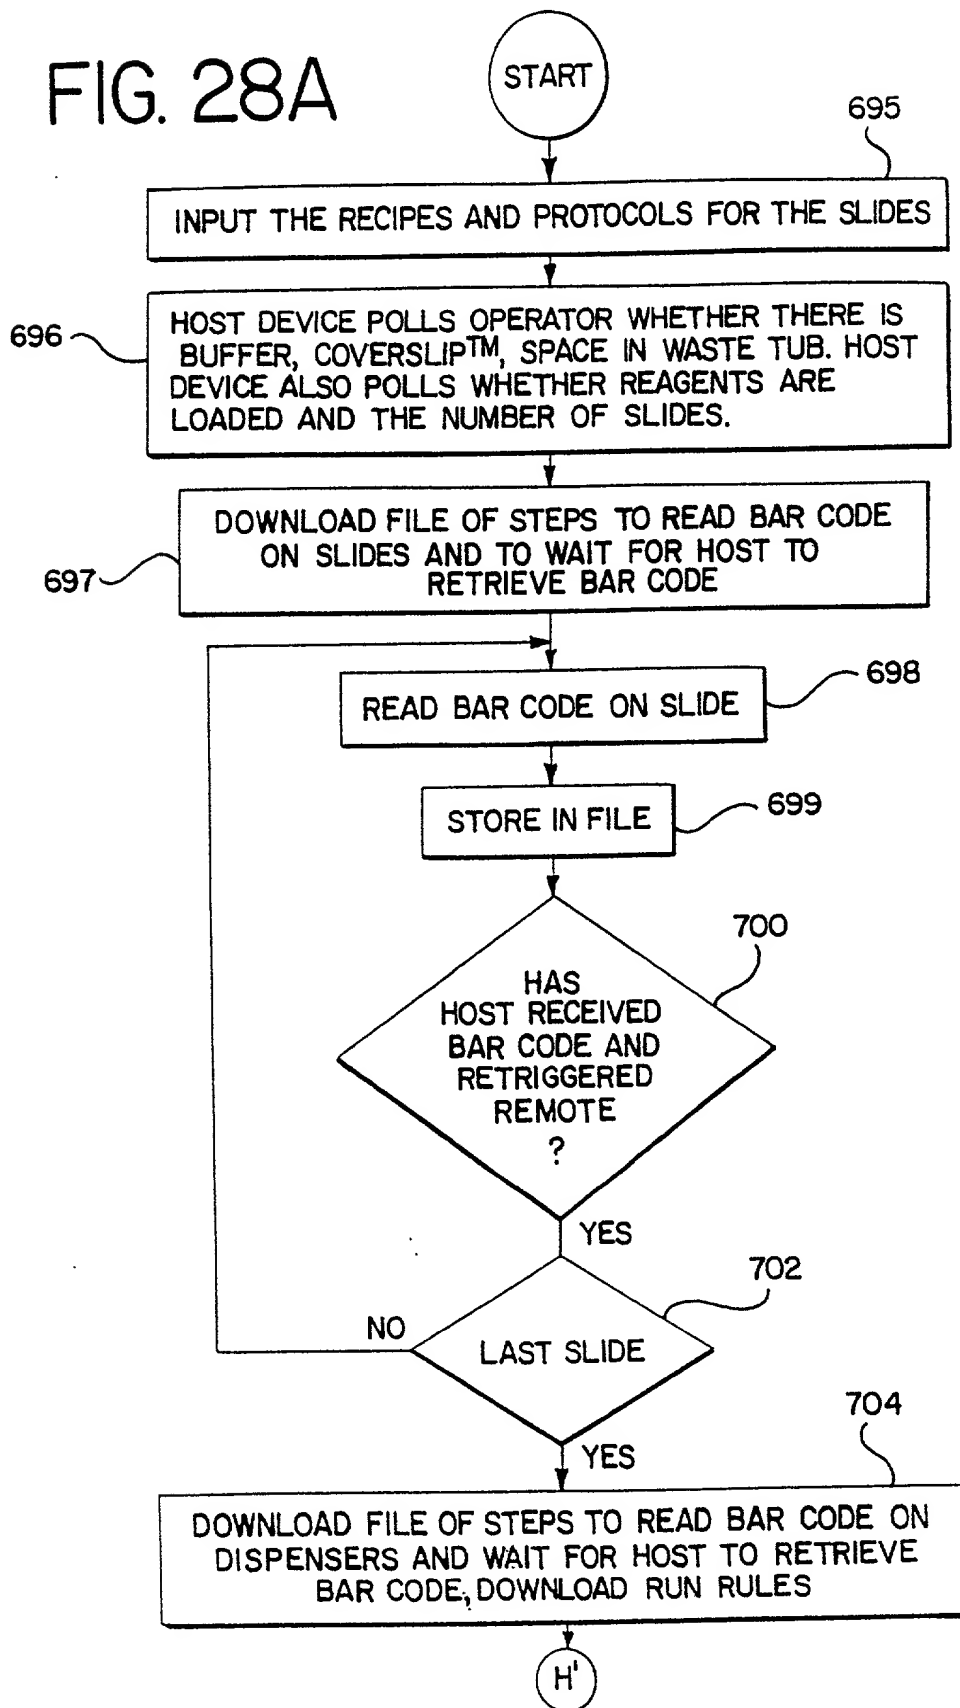 FIG. 28A
START
695
INPUT THE RECIPES AND PROTOCOLS FOR THE SLIDES
696
HOST DEVICE POLLS OPERATOR WHETHER THERE IS
BUFFER, COVERSLIP™, SPACE IN WASTE TUB. HOST
DEVICE ALSO POLLS WHETHER REAGENTS ARE
LOADED AND THE NUMBER OF SLIDES.
697
DOWNLOAD FILE OF STEPS TO READ BAR CODE
ON SLIDES AND TO WAIT FOR HOST TO
RETRIEVE BAR CODE
698
READ BAR CODE ON SLIDE
699
STORE IN FILE
700
HAS
HOST RECEIVED
BAR CODE AND
RETRIGGERED
REMOTE
?
YES
702
NO
LAST SLIDE
YES
704
DOWNLOAD FILE OF STEPS TO READ BAR CODE ON
DISPENSERS AND WAIT FOR HOST TO RETRIEVE
BAR CODE, DOWNLOAD RUN RULES
H'